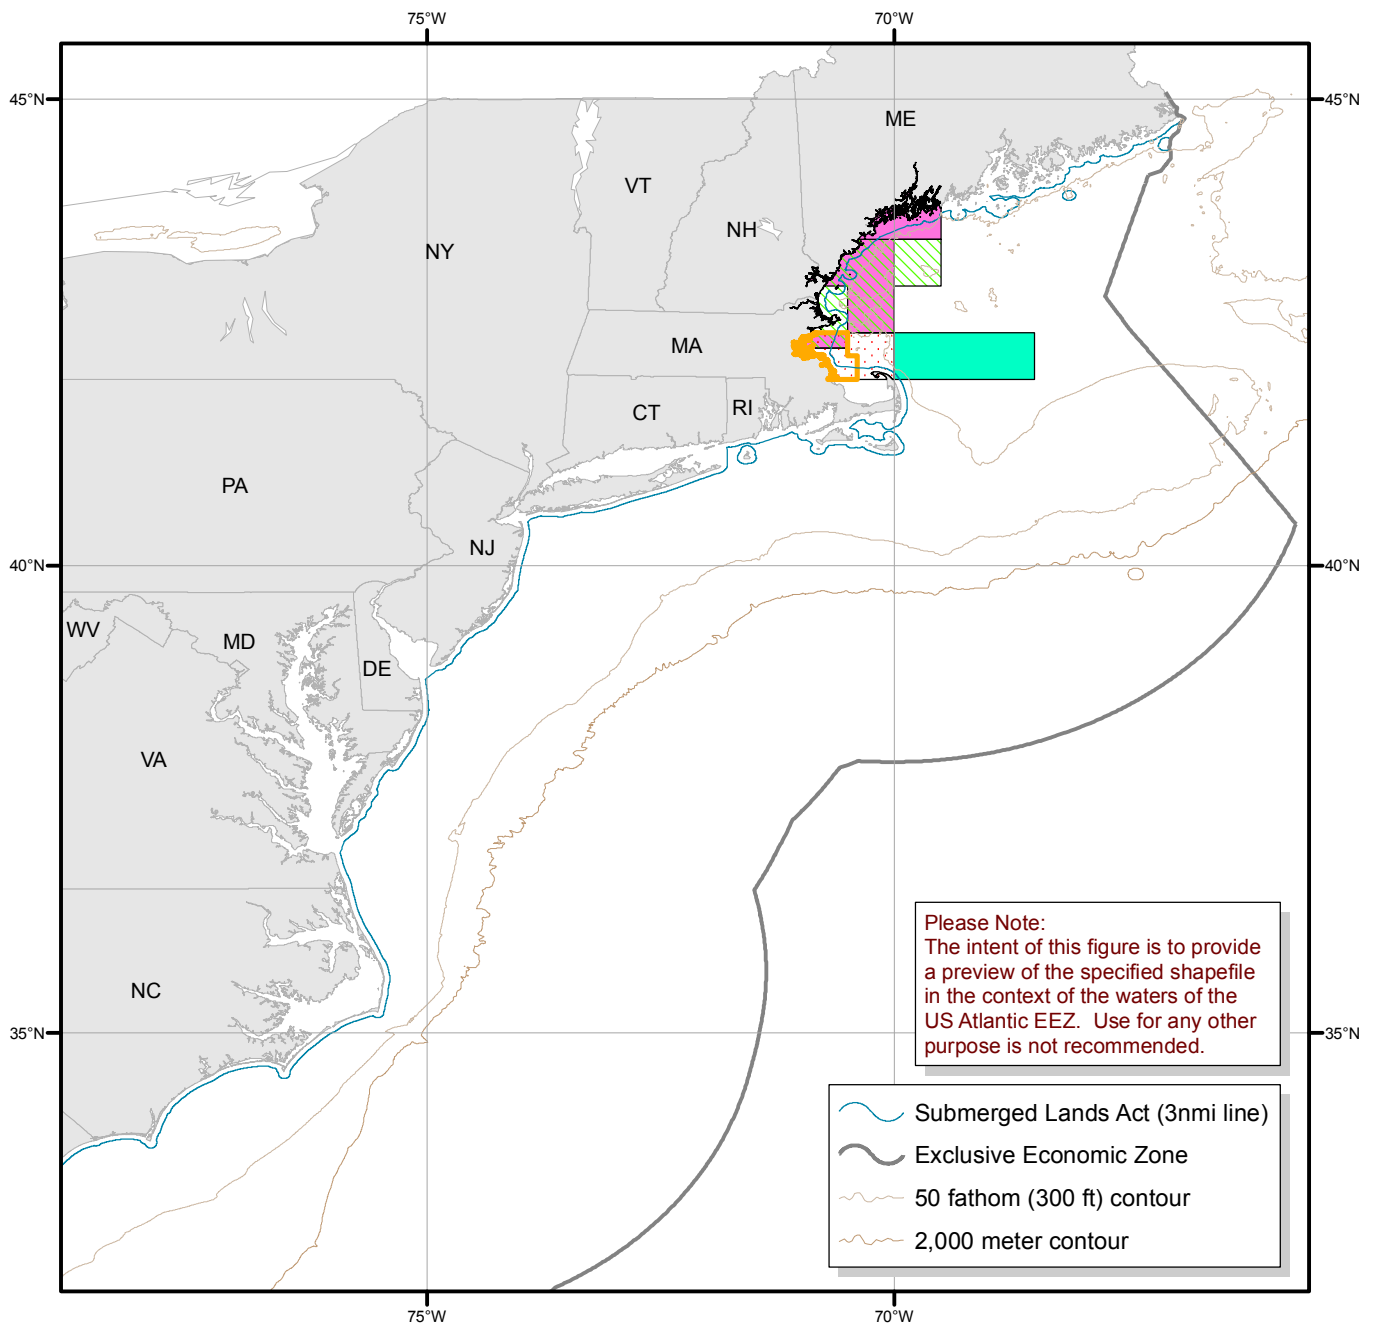 75°W
70°W
45°N
45°N
ME
VT
NH
NY
MA
CT
RI
PA
NJ
40°N
40°N
WV
MD
DE
VA
NC
35°N
35°N
Please Note:
The intent of this figure is to provide
a preview of the specified shapefile
in the context of the waters of the
US Atlantic EEZ.  Use for any other
purpose is not recommended.
Submerged Lands Act (3nmi line)
Exclusive Economic Zone
50 fathom (300 ft) contour
2,000 meter contour
75°W
70°W